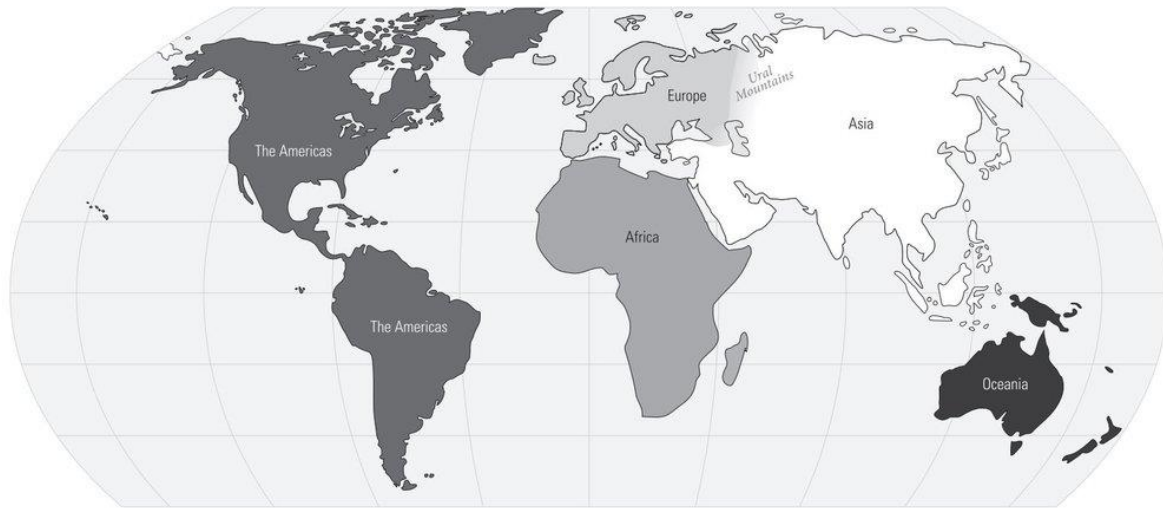 Ural
Mountains
Europe
Asia
The Americas
Africa
The Americas
Oceania